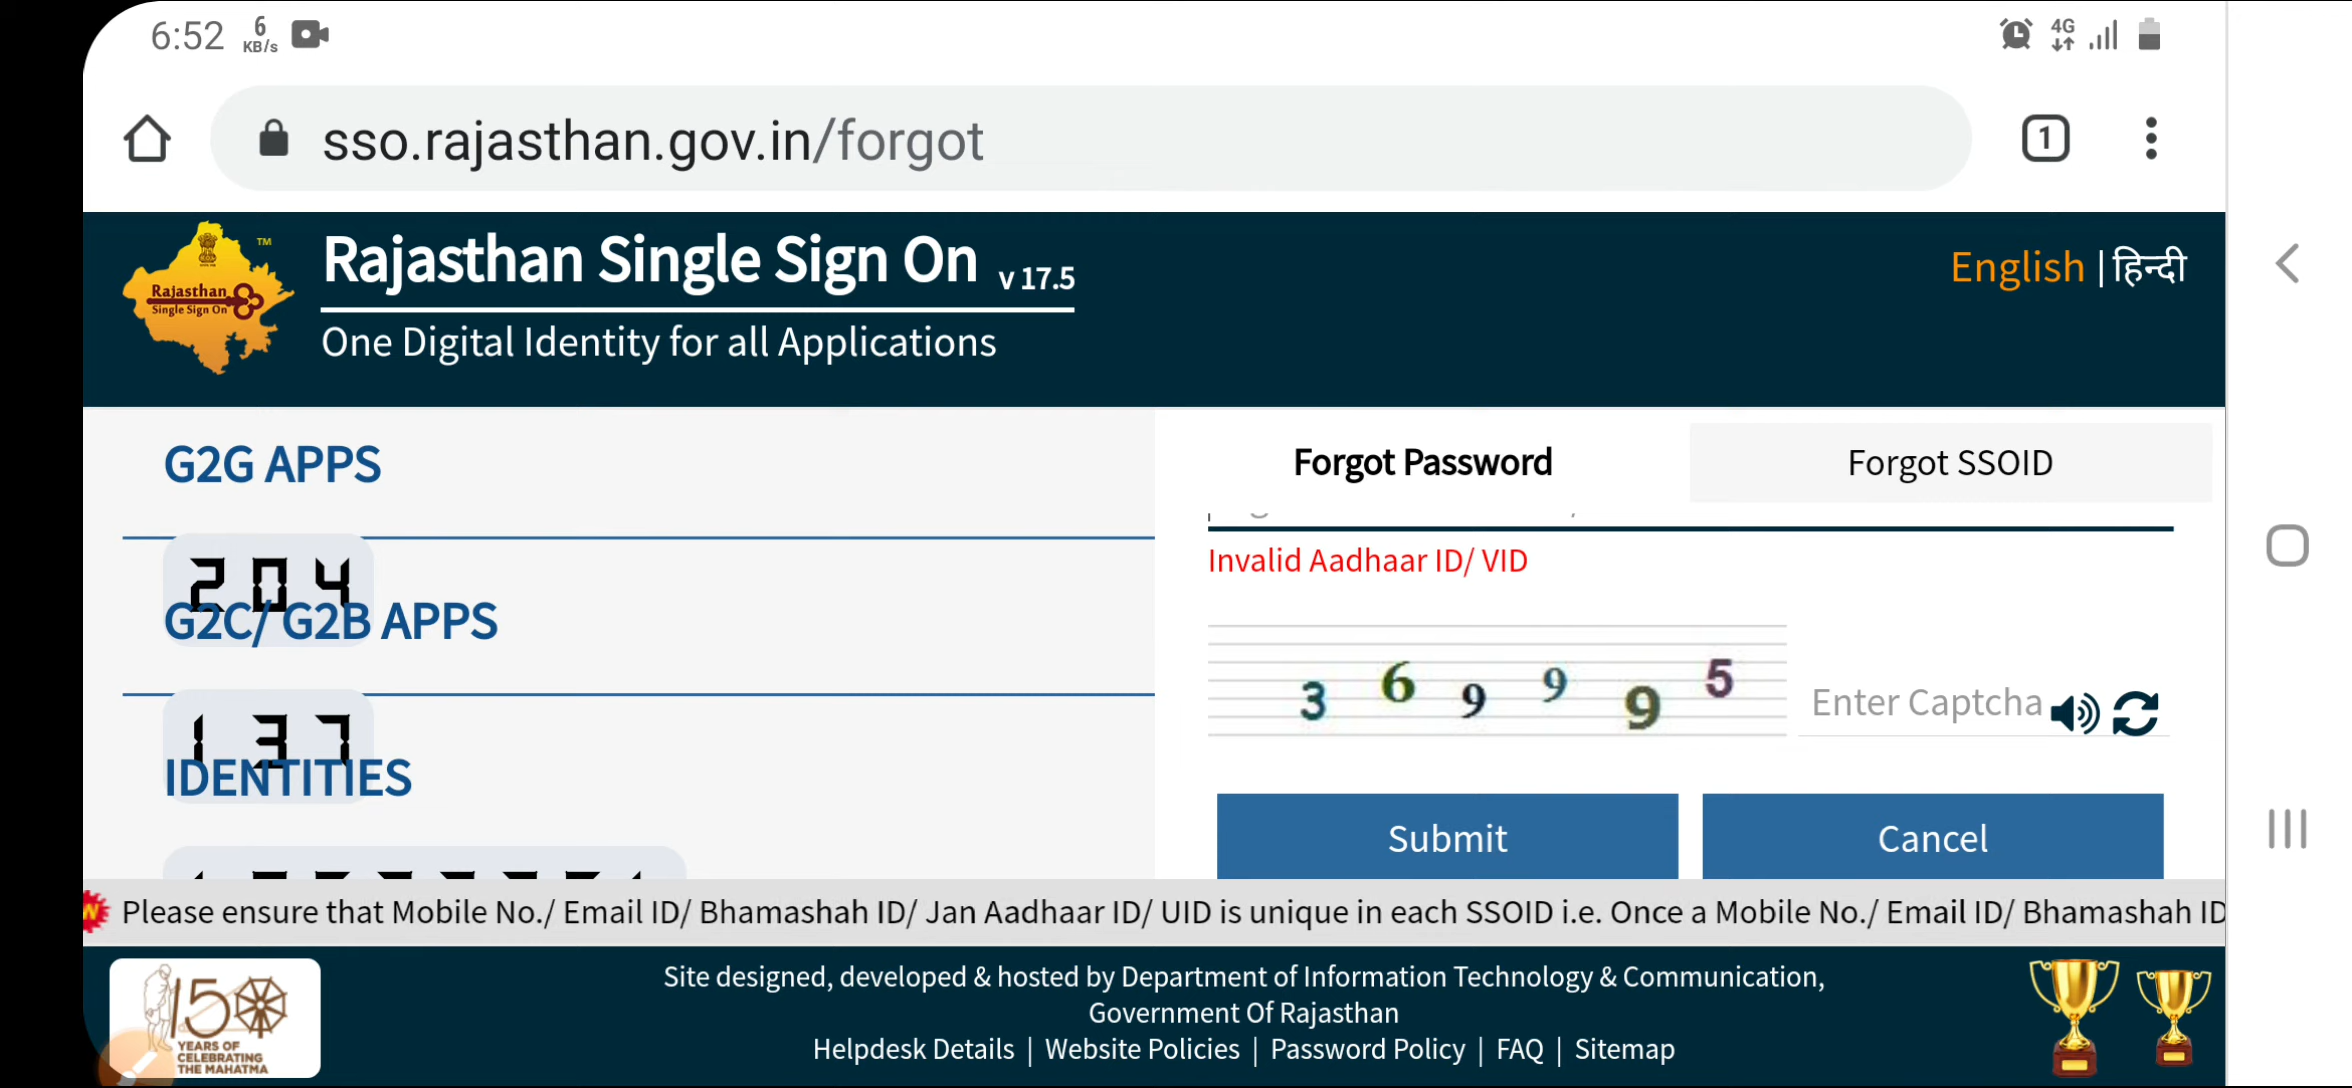 6:52 6 KB/s 4G
sso.rajasthan.gov.in/forgot 1
Rajasthan Single Sign On TM
Rajasthan Single Sign On v 17.5
One Digital Identity for all Applications
English | हिन्दी
G2G APPS
204
G2C/ G2B APPS
137
IDENTITIES
Forgot Password Forgot SSOID
Invalid Aadhaar ID/ VID
3 6 9 9 9 5 Enter Captcha
Submit Cancel
Please ensure that Mobile No./ Email ID/ Bhamashah ID/ Jan Aadhaar ID/ UID is unique in each SSOID i.e. Once a Mobile No./ Email ID/ Bhamashah ID
150
YEARS OF
CELEBRATING
THE MAHATMA
Site designed, developed & hosted by Department of Information Technology & Communication,
Government Of Rajasthan
Helpdesk Details | Website Policies | Password Policy | FAQ | Sitemap